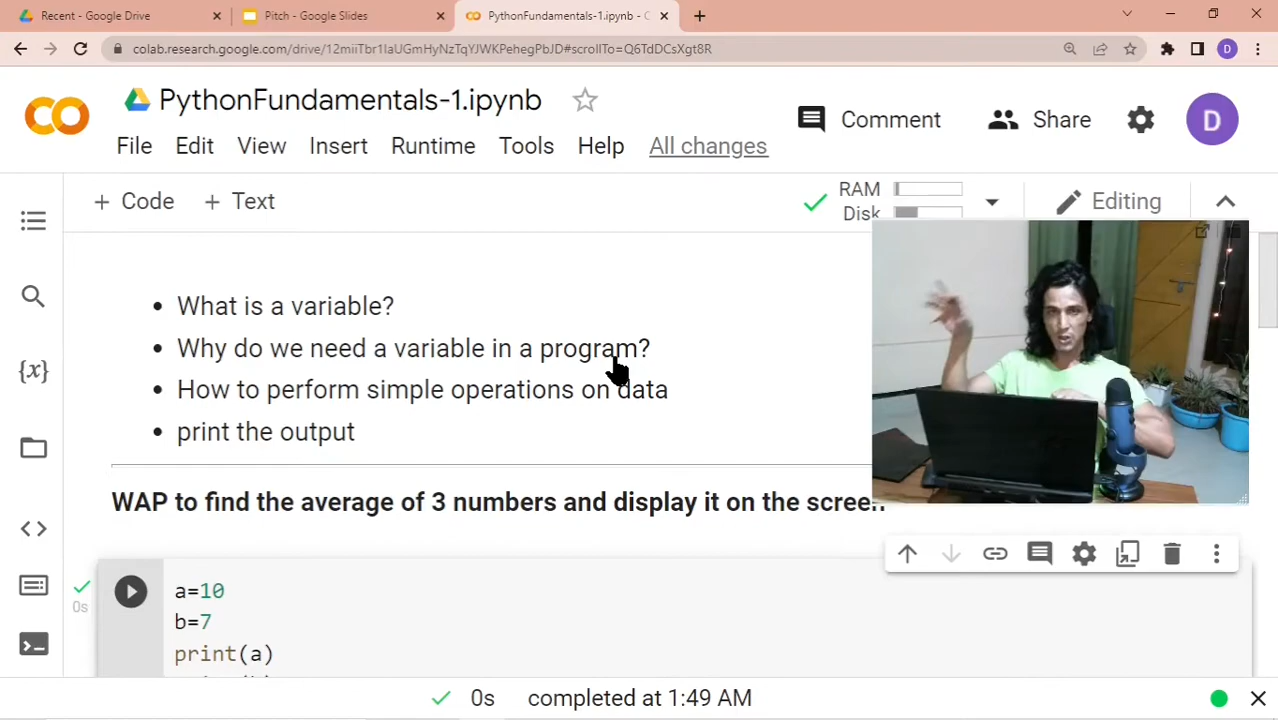 Recent - Google Drive
Pitch - Google Slides
PythonFundamentals-1.ipynb - C
colab.research.google.com/drive/12miiTbr1IaUGmHyNzTqYJWKPehegPbJD#scrollTo=Q6TdDCsXgt8R
D
PythonFundamentals-1.ipynb
Comment
Share
D
File Edit View Insert Runtime Tools Help All changes
+ Code + Text
RAM
Disk
Editing
• What is a variable?
• Why do we need a variable in a program?
• How to perform simple operations on data
• print the output
WAP to find the average of 3 numbers and display it on the screen
{x}
0s
a=10
b=7
print(a)
0s completed at 1:49 AM